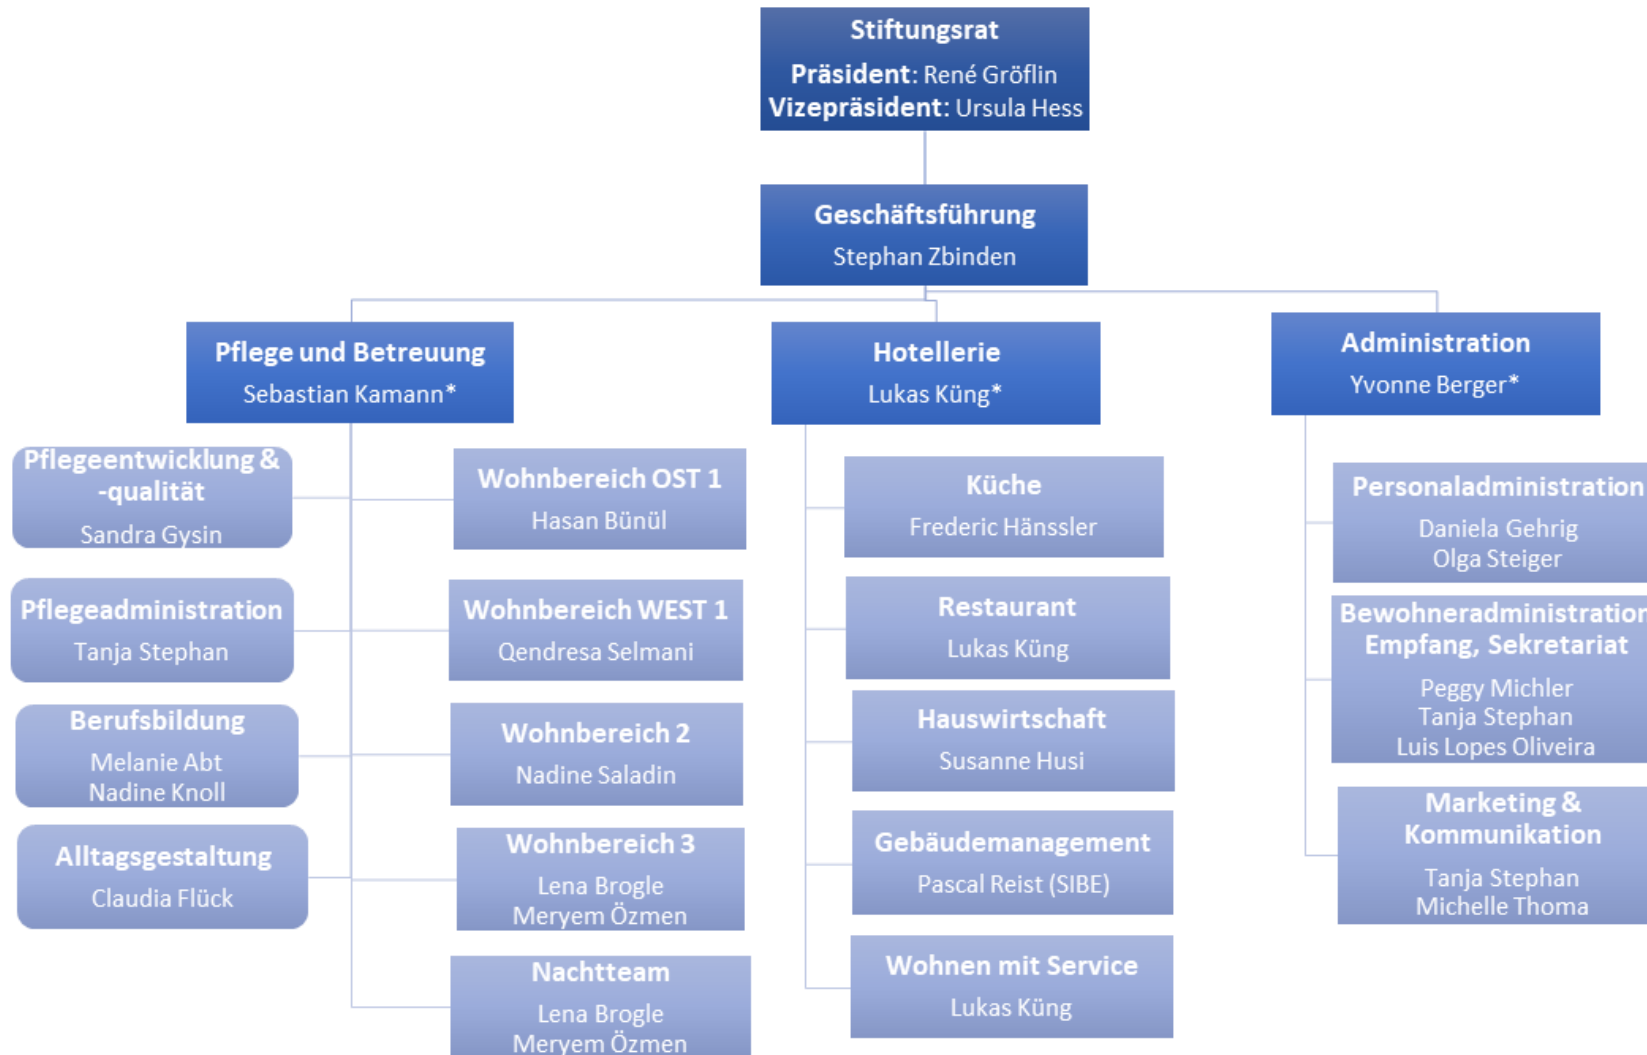 Stiftungsrat
Präsident: René Gröflin
Vizepräsident: Ursula Hess
Geschäftsführung
Stephan Zbinden
Pflege und Betreuung
Sebastian Kamann*
Pflegeentwicklung &
-qualität
Sandra Gysin
Pflegeadministration
Tanja Stephan
Berufsbildung
Melanie Abt
Nadine Knoll
Alltagsgestaltung
Claudia Flück
Wohnbereich OST 1
Hasan Bünül
Wohnbereich WEST 1
Qendresa Selmani
Wohnbereich 2
Nadine Saladin
Wohnbereich 3
Lena Brogle
Meryem Özmen
Nachtteam
Lena Brogle
Meryem Özmen
Hotellerie
Lukas Küng*
Küche
Frederic Hänssler
Restaurant
Lukas Küng
Hauswirtschaft
Susanne Husi
Gebäudemanagement
Pascal Reist (SIBE)
Wohnen mit Service
Lukas Küng
Administration
Yvonne Berger*
Personaladministration
Daniela Gehrig
Olga Steiger
Bewohneradministration
Empfang, Sekretariat
Peggy Michler
Tanja Stephan
Luis Lopes Oliveira
Marketing &
Kommunikation
Tanja Stephan
Michelle Thoma